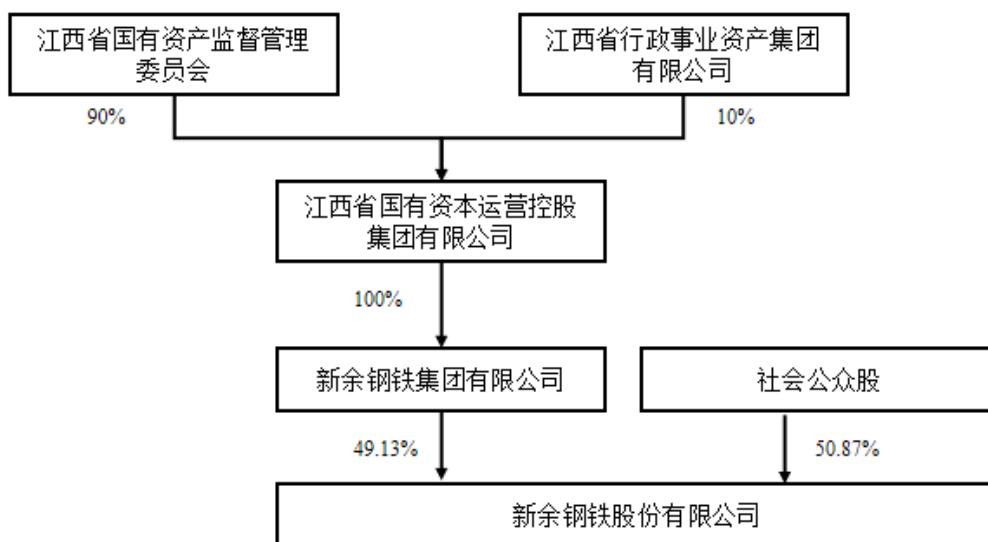 江西省国有资产监督管理
委员会
江西省行政事业资产集团
有限公司
90%
10%
江西省国有资本运营控股
集团有限公司
100%
新余钢铁集团有限公司
社会公众股
49.13%
50.87%
新余钢铁股份有限公司